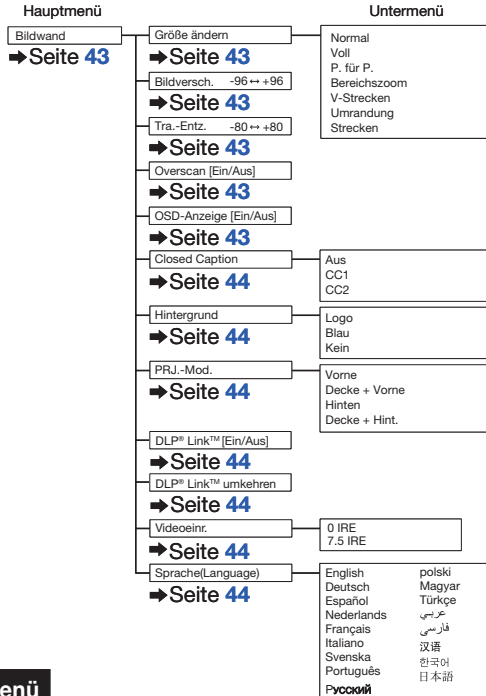 Hauptmenü
Untermenü
Bildwand
➡Seite 43
Größe ändern
➡Seite 43
Normal
Voll
P. für P.
Bereichszoom
V-Strecken
Umrandung
Strecken
Bildversch. -96↔ +96
➡Seite 43
Tra.-Entz. -80↔ +80
➡Seite 43
Overscan [Ein/Aus]
➡Seite 43
OSD-Anzeige [Ein/Aus]
➡Seite 43
Closed Caption
➡Seite 44
Aus
CC1
CC2
Hintergrund
➡Seite 44
Logo
Blau
Kein
PRJ.-Mod.
➡Seite 44
Vorne
Decke + Vorne
Hinten
Decke + Hint.
DLP® Link™ [Ein/Aus]
➡Seite 44
DLP® Link™ umkehren
➡Seite 44
Videoeinr.
➡Seite 44
0 IRE
7.5 IRE
Sprache(Language)
➡Seite 44
English
Deutsch
Español
Nederlands
Français
Italiano
Svenska
Português
Русский
polski
Magyar
Türkçe
عربي
فارسی
汉语
한국어
日本語
enü